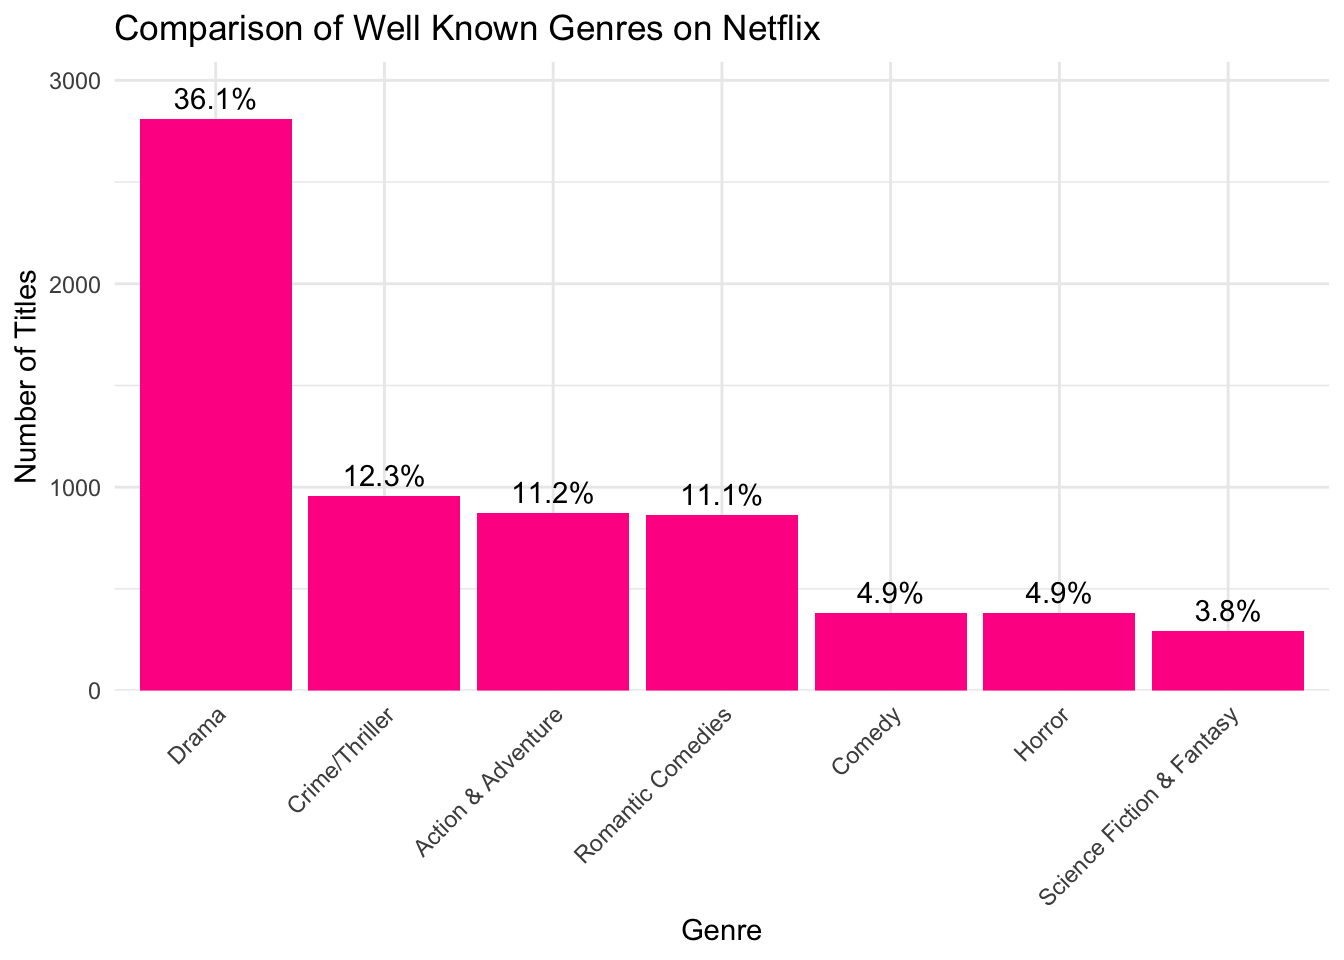 Comparison of Well Known Genres on Netflix
Number of Titles
3000
2000
1000
0
36.1%
12.3%
11.2%
11.1%
4.9%
4.9%
3.8%
Drama
Crime/Thriller
Action & Adventure
Romantic Comedies
Comedy
Horror
Science Fiction & Fantasy
Genre